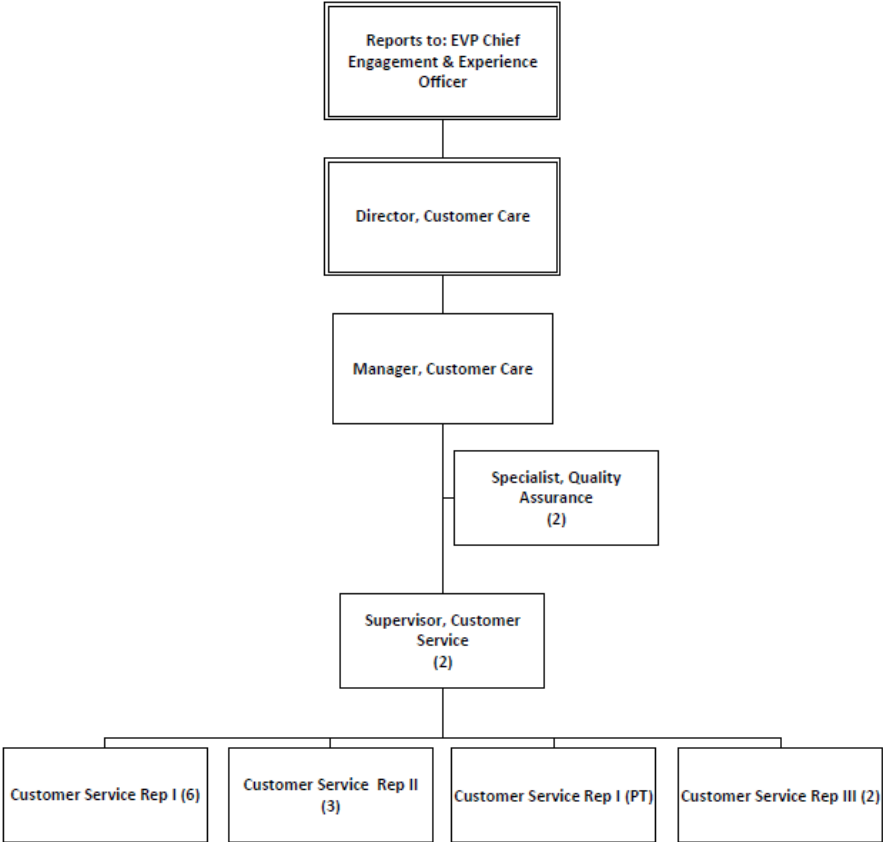 Reports to: EVP Chief
Engagement & Experience
Officer
Director, Customer Care
Manager, Customer Care
Specialist, Quality
Assurance
(2)
Supervisor, Customer
Service
(2)
Customer Service Rep I (6)
Customer Service Rep II
(3)
Customer Service Rep I (PT)
Customer Service Rep III (2)